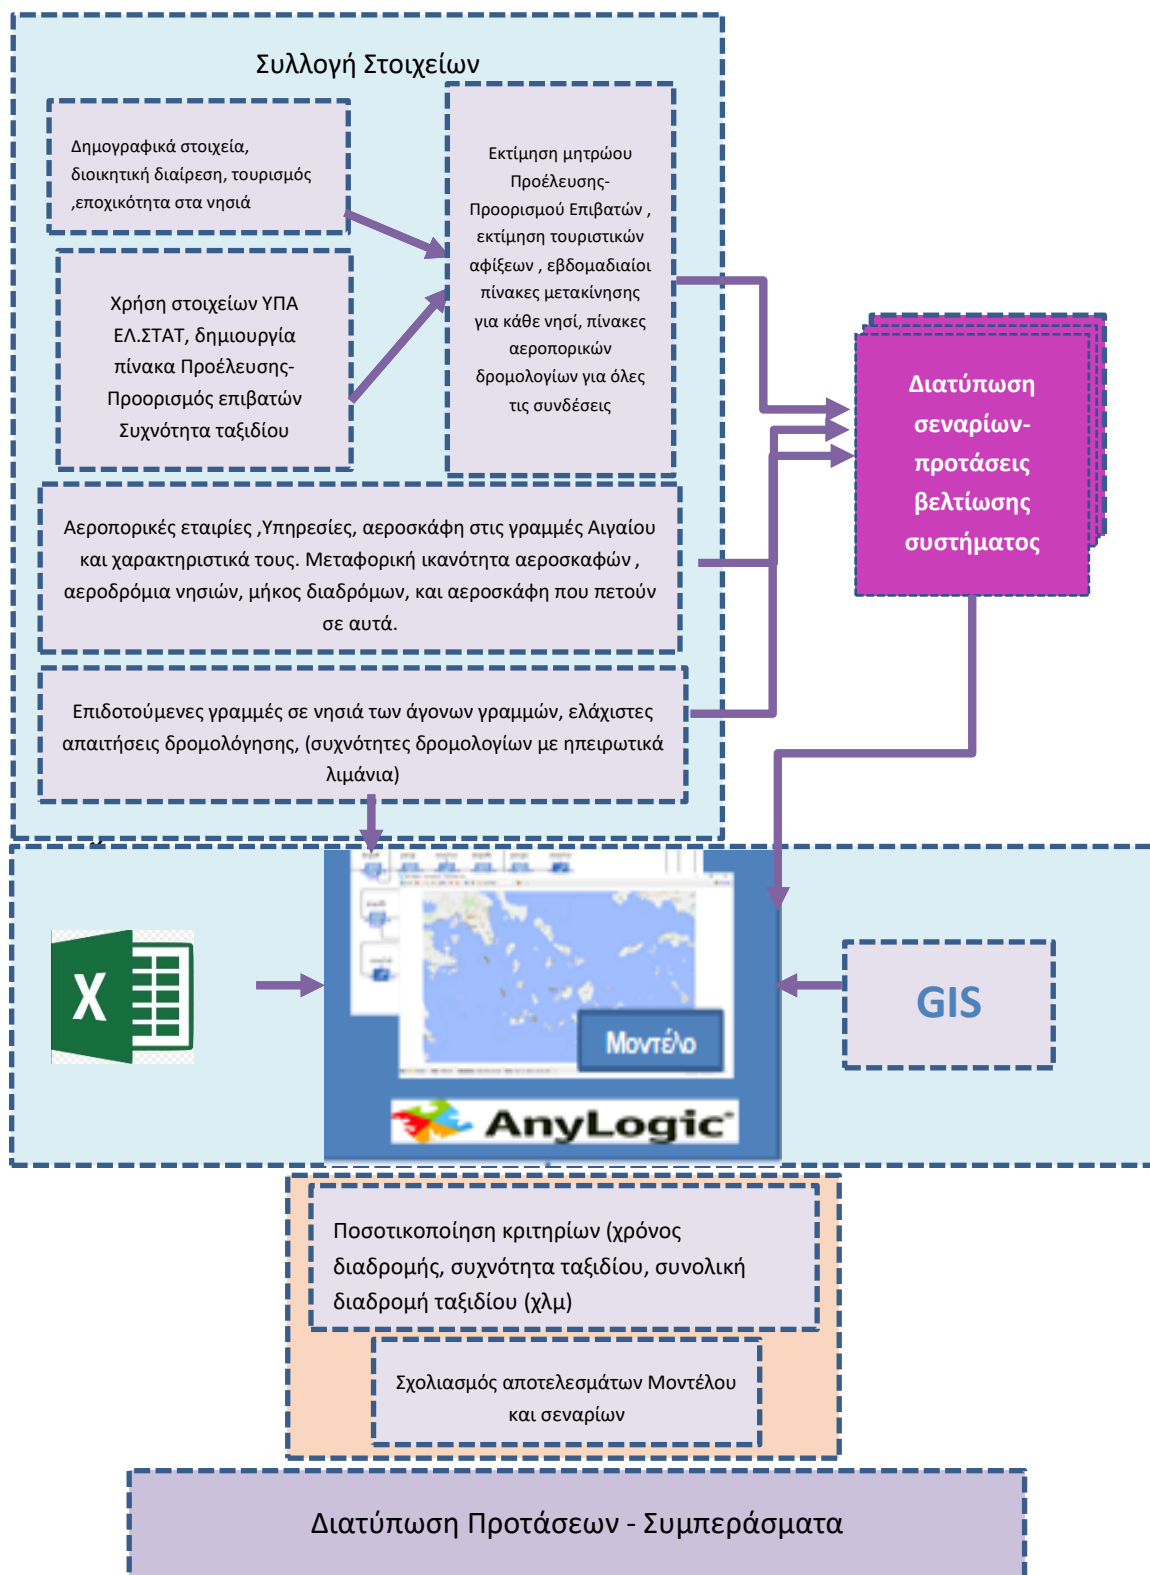 Συλλογή Στοιχείων
Δημογραφικά στοιχεία,
διοικητική διαίρεση, τουρισμός
,εποχικότητα στα νησιά
Χρήση στοιχείων ΥΠΑ
ΕΛ.ΣΤΑΤ, δημιουργία
πίνακα Προέλευσης-
Προορισμός επιβατών
Συχνότητα ταξιδίου
Εκτίμηση μητρώου
Προέλευσης-
Προορισμού Επιβατών ,
εκτίμηση τουριστικών
αφίξεων , εβδομαδιαίοι
πίνακες μετακίνησης
για κάθε νησί, πίνακες
αεροπορικών
δρομολογίων για όλες
τις συνδέσεις
Διατύπωση
σεναρίων-
προτάσεις
βελτίωσης
συστήματος
Αεροπορικές εταιρίες ,Υπηρεσίες, αεροσκάφη στις γραμμές Αιγαίου
και χαρακτηριστικά τους. Μεταφορική ικανότητα αεροσκαφών ,
αεροδρόμια νησιών, μήκος διαδρόμων, και αεροσκάφη που πετούν
σε αυτά.
Επιδοτούμενες γραμμές σε νησιά των άγονων γραμμών, ελάχιστες
απαιτήσεις δρομολόγησης, (συχνότητες δρομολογίων με ηπειρωτικά
λιμάνια)
X
Μοντέλο
AnyLogic
GIS
Ποσοτικοποίηση κριτηρίων (χρόνος
διαδρομής, συχνότητα ταξιδίου, συνολική
διαδρομή ταξιδίου (χλμ)
Σχολιασμός αποτελεσμάτων Μοντέλου
και σεναρίων
Διατύπωση Προτάσεων - Συμπεράσματα